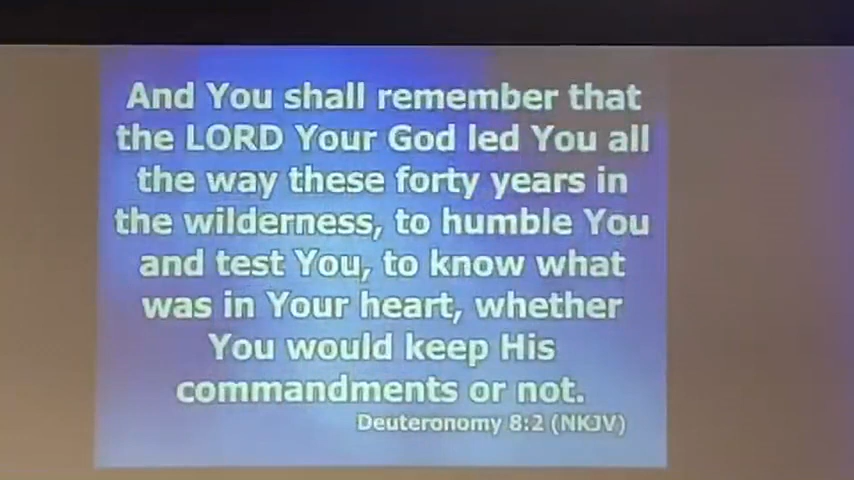 And You shall remember that
the LORD Your God led You all
the way these forty years in
the wilderness, to humble You
and test You, to know what
was in Your heart, whether
You would keep His
commandments or not.
Deuteronomy 8:2 (NKJV)